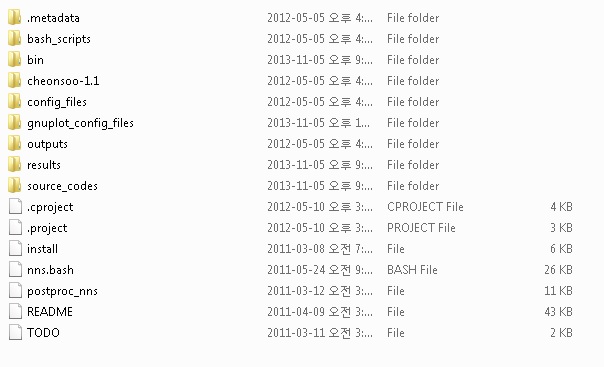 .metadata 2012-05-05 오후 4:... File folder
bash_scripts 2012-05-05 오후 4:... File folder
bin 2013-11-05 오후 9:... File folder
cheonsoo-1.1 2012-05-05 오후 4:... File folder
config_files 2012-05-05 오후 4:... File folder
gnuplot_config_files 2013-11-05 오후 1... File folder
outputs 2012-05-05 오후 4:... File folder
results 2013-11-05 오후 9:... File folder
source_codes 2013-11-05 오후 9:... File folder
.cproject 2012-05-10 오후 3:... CPROJECT File 4 KB
.project 2012-05-10 오후 3:... PROJECT File 3 KB
install 2011-03-08 오전 7:... File 6 KB
nns.bash 2011-05-24 오전 9:... BASH File 26 KB
postproc_nns 2011-03-12 오전 3:... File 11 KB
README 2011-04-09 오전 3:... File 43 KB
TODO 2011-03-11 오전 3:... File 2 KB